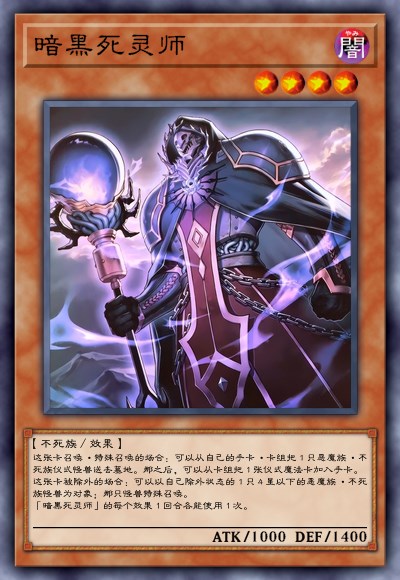 暗黑死灵师
やみ
闇
【不死族/效果】
这张卡召唤·特殊召唤的场合:可以从自己的手卡·卡组把1只恶魔族·不
死族仪式怪兽送去墓地。那之后,可以从卡组把1张仪式魔法卡加入手卡。
这张卡被除外的场合:可以以自己除外状态的1只4星以下的恶魔族·不死
族怪兽为对象;那只怪兽特殊召唤。
「暗黑死灵师」的每个效果1回合各能使用1次。
ATK/1000 DEF/1400